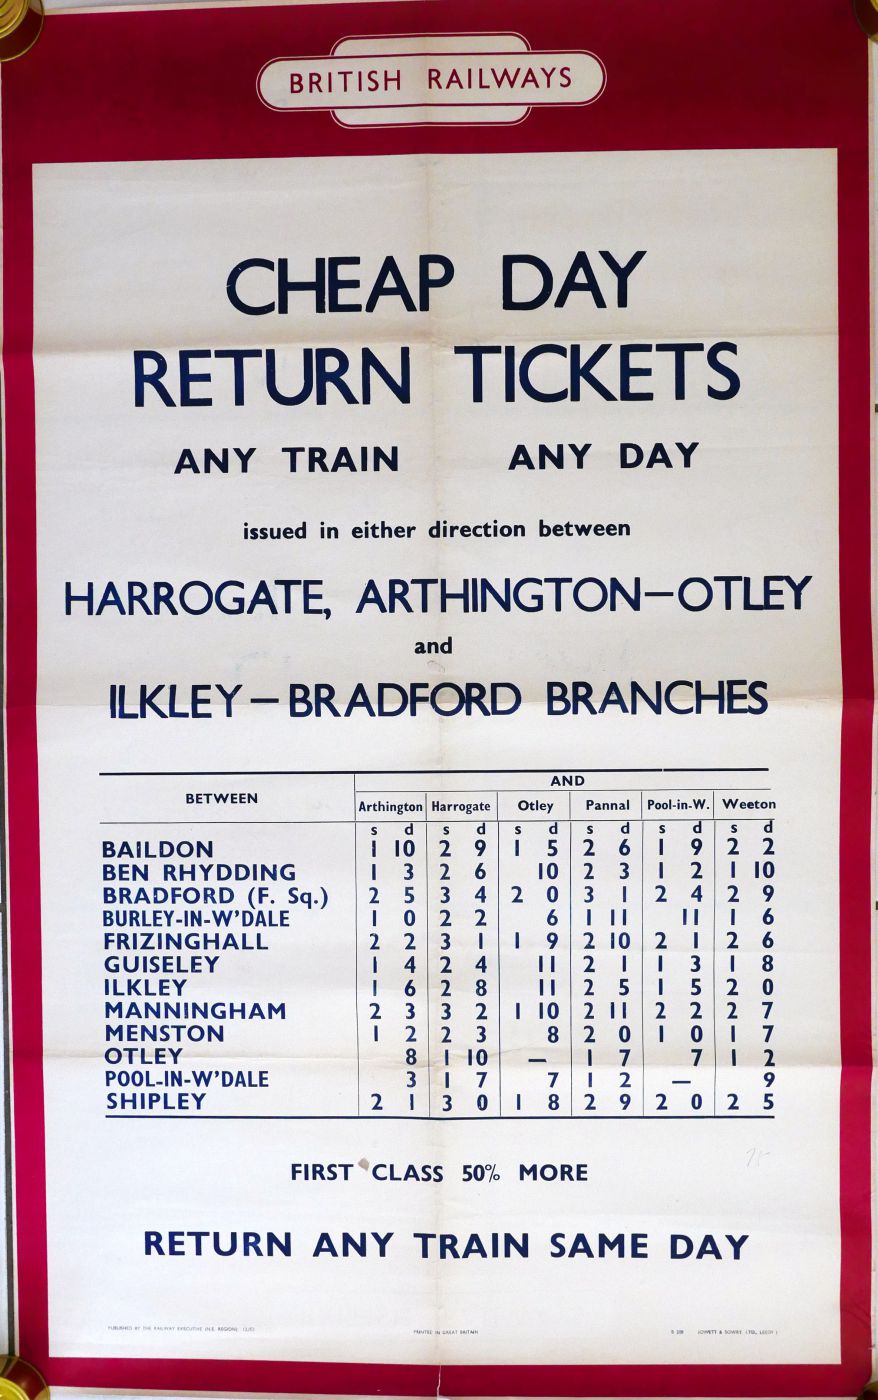 BRITISH RAILWAYS
CHEAP DAY
RETURN TICKETS
ANY TRAIN ANY DAY
issued in either direction between
HARROGATE, ARTHINGTON—OTLEY
and
ILKLEY—BRADFORD BRANCHES
BETWEEN AND
Arthington Harrogate Otley Pannal Pool-in-W. Weeton
s d s d s d s d s d s d
BAILDON 1 10 2 9 1 5 2 6 1 9 2 2
BEN RHYDDING 1 3 2 6 10 2 3 1 2 1 10
BRADFORD (F. Sq.) 2 5 3 4 2 0 3 1 2 4 2 9
BURLEY-IN-W'DALE 1 0 2 2 6 1 11 11 1 6
FRIZINGHALL 2 2 3 1 1 9 2 10 2 1 2 6
GUISELEY 1 4 2 4 11 2 1 1 3 1 8
ILKLEY 1 6 2 8 11 2 5 1 5 2 0
MANNINGHAM 2 3 3 2 1 10 2 11 2 2 2 7
MENSTON 1 2 2 3 8 2 0 1 0 1 7
OTLEY 8 1 10 — 1 7 7 1 2
POOL-IN-W'DALE 3 1 7 7 1 2 — 9
SHIPLEY 2 1 3 0 1 8 2 9 2 0 2 5
FIRST CLASS 50% MORE
RETURN ANY TRAIN SAME DAY
PUBLISHED BY THE RAILWAY EXECUTIVE (N.E. REGION) PRINTED IN GREAT BRITAIN JOWETT & SOWRY LTD., LEEDS